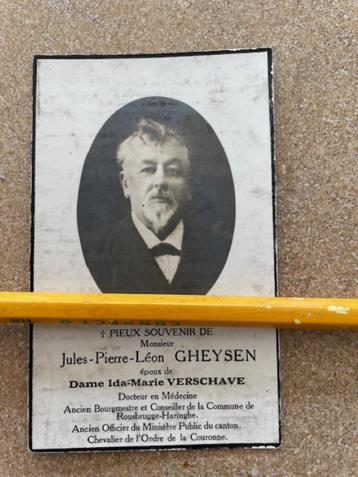 CONDUCTO HB
† PIEUX SOUVENIR DE
Monsieur
Jules-Pierre-Léon GHEYSEN
époux de
Dame Ida-Marie VERSCHAVE
Docteur en Médecine
Ancien Bourgmestre et Conseiller de la Commune de
Rousbrugge-Haringhe.
Ancien Officier du Ministère Public du canton.
Chevalier de l'Ordre de la Couronne.